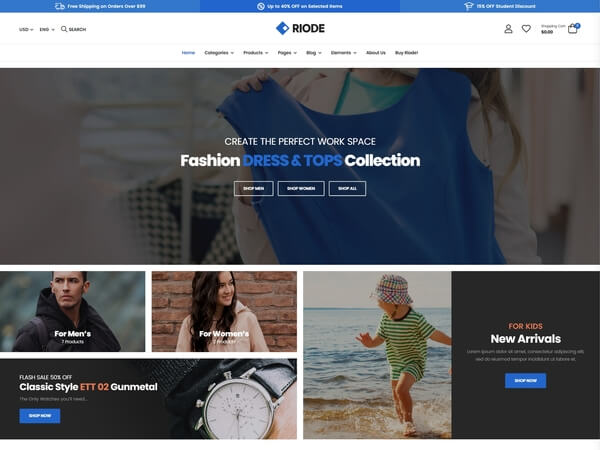 Free Shipping on Orders Over $99
Up to 40% OFF on Selected Items
15% OFF Student Discount
USD
ENG
SEARCH
RIODE
Shopping Cart
$0.00
0
Home
Categories
Products
Pages
Blog
Elements
About Us
Buy Riode!
CREATE THE PERFECT WORK SPACE
Fashion DRESS & TOPS Collection
SHOP MEN
SHOP WOMEN
SHOP ALL
For Men's
7 Products
For Women's
Products
FOR KIDS
New Arrivals
Lorem ipsum dolor sit amet, consectetur adipiscing elit, sed do
eiusmod tempor incididunt ut labore et.
SHOP NOW
FLASH SALE 50% OFF
Classic Style ETT 02 Gunmetal
The Only Watches you'll need...
SHOP NOW